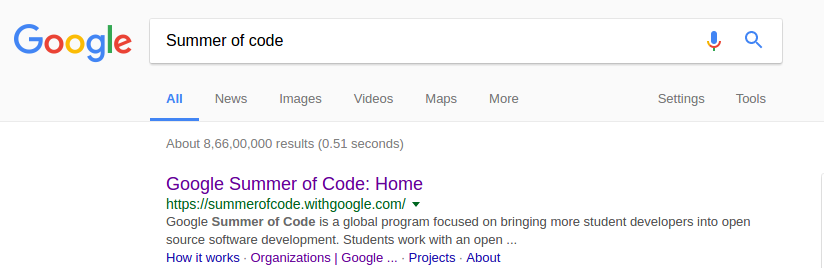 Google
Summer of code
All News Images Videos Maps More Settings Tools
About 8,66,00,000 results (0.51 seconds)
Google Summer of Code: Home
https://summerofcode.withgoogle.com/
Google Summer of Code is a global program focused on bringing more student developers into open
source software development. Students work with an open ...
How it works · Organizations | Google ... · Projects · About